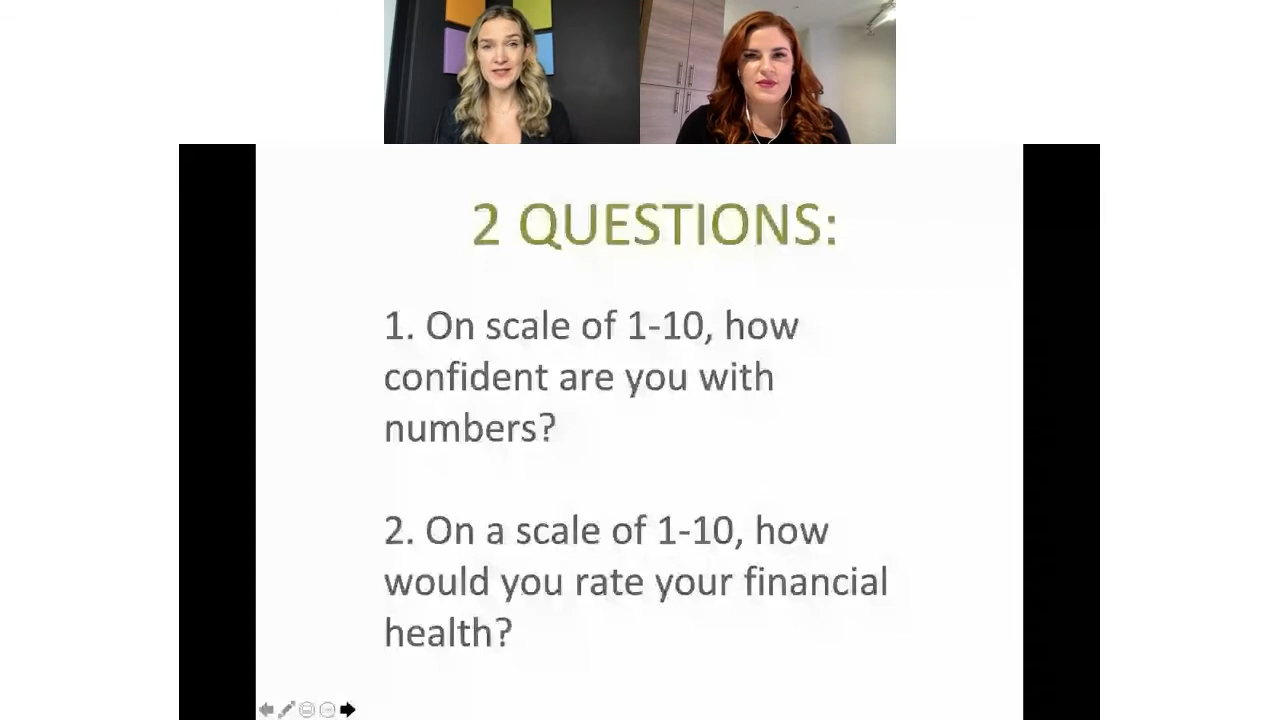 2 QUESTIONS:
1. On scale of 1-10, how
confident are you with
numbers?
2. On a scale of 1-10, how
would you rate your financial
health?